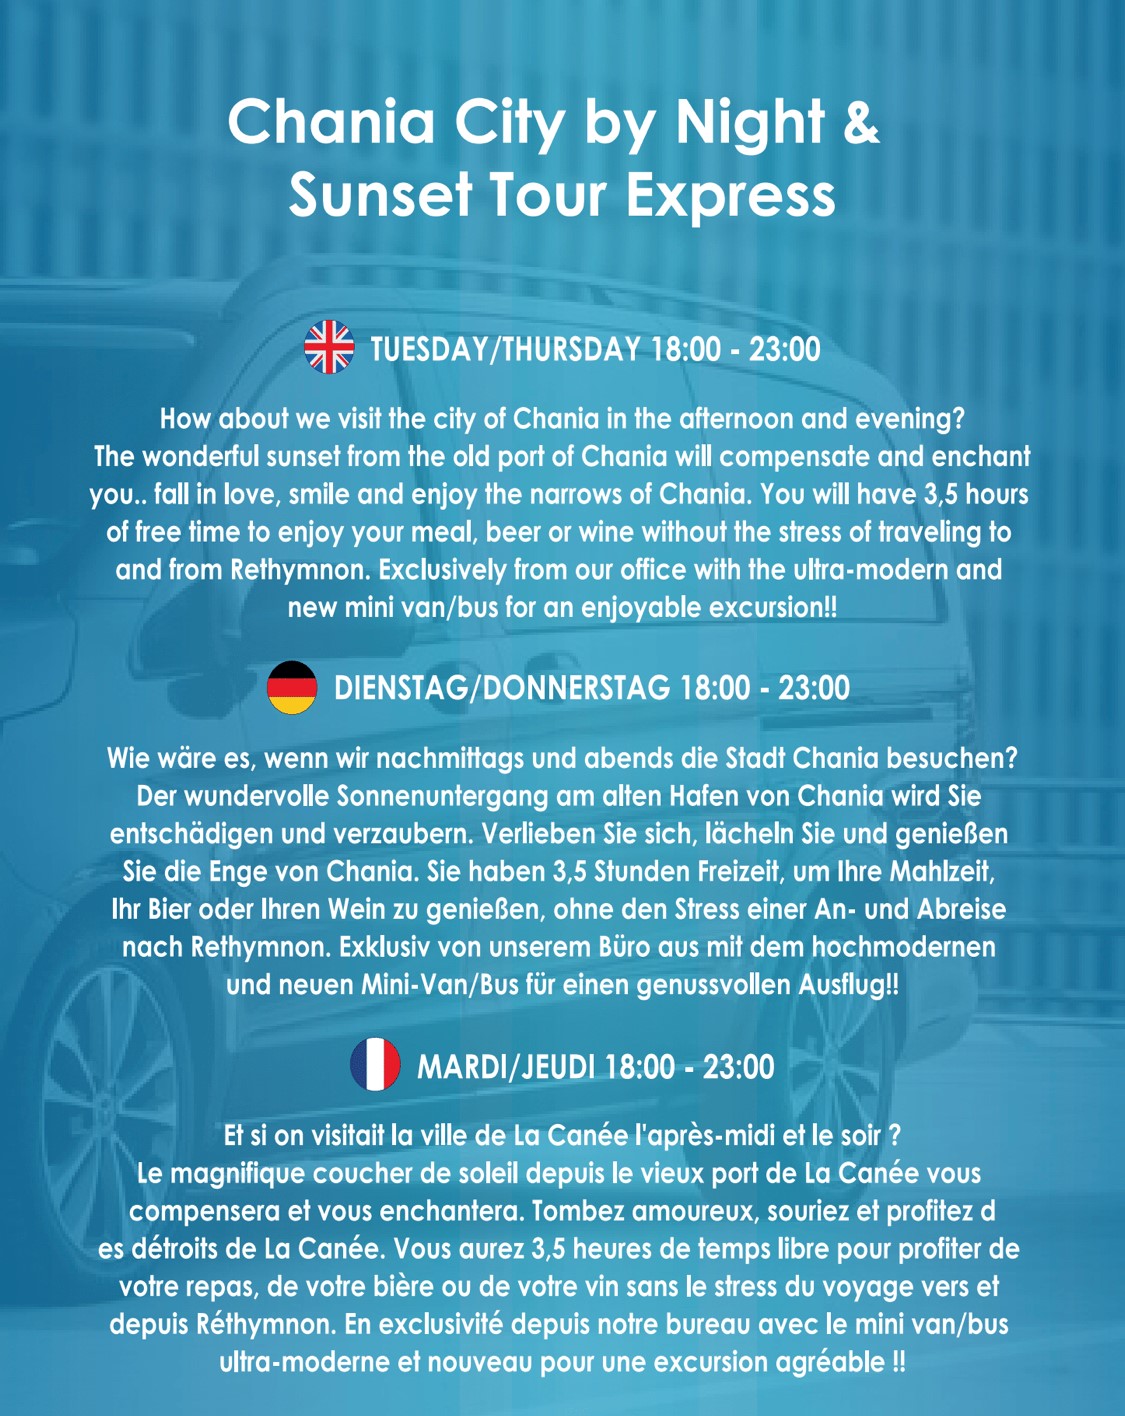 Chania City by Night &
Sunset Tour Express
TUESDAY/THURSDAY 18:00 - 23:00
How about we visit the city of Chania in the afternoon and evening?
The wonderful sunset from the old port of Chania will compensate and enchant
you.. fall in love, smile and enjoy the narrows of Chania. You will have 3,5 hours
of free time to enjoy your meal, beer or wine without the stress of traveling to
and from Rethymnon. Exclusively from our office with the ultra-modern and
new mini van/bus for an enjoyable excursion!!
DIENSTAG/DONNERSTAG 18:00 - 23:00
Wie wäre es, wenn wir nachmittags und abends die Stadt Chania besuchen?
Der wundervolle Sonnenuntergang am alten Hafen von Chania wird Sie
entschädigen und verzaubern. Verlieben Sie sich, lächeln Sie und genießen
Sie die Enge von Chania. Sie haben 3,5 Stunden Freizeit, um Ihre Mahlzeit,
Ihr Bier oder Ihren Wein zu genießen, ohne den Stress einer An- und Abreise
nach Rethymnon. Exklusiv von unserem Büro aus mit dem hochmodernen
und neuen Mini-Van/Bus für einen genussvollen Ausflug!!
MARDI/JEUDI 18:00 - 23:00
Et si on visitait la ville de La Canée l'après-midi et le soir ?
Le magnifique coucher de soleil depuis le vieux port de La Canée vous
compensera et vous enchantera. Tombez amoureux, souriez et profitez d
es détroits de La Canée. Vous aurez 3,5 heures de temps libre pour profiter de
votre repas, de votre bière ou de votre vin sans le stress du voyage vers et
depuis Réthymnon. En exclusivité depuis notre bureau avec le mini van/bus
ultra-moderne et nouveau pour une excursion agréable !!